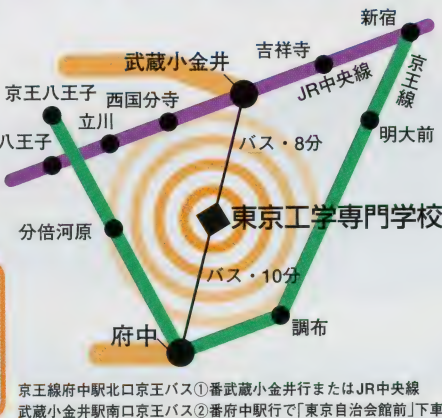 新宿
吉祥寺
武蔵小金井
JR中央線
京王線
京王八王子
西国分寺
立川
八王子
バス・8分
明大前
東京工学専門学校
分倍河原
バス・10分
府中
調布
京王線府中駅北口京王バス①番武蔵小金井行またはJR中央線
武蔵小金井駅南口京王バス②番府中駅行で「東京自治会館前」下車